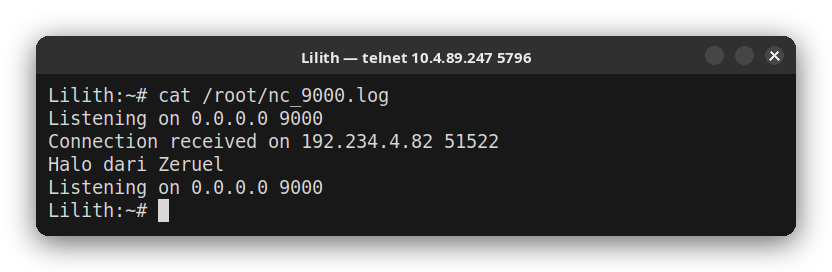 Lilith — telnet 10.4.89.247 5796
Lilith:~# cat /root/nc_9000.log
Listening on 0.0.0.0 9000
Connection received on 192.234.4.82 51522
Halo dari Zeruel
Listening on 0.0.0.0 9000
Lilith:~#